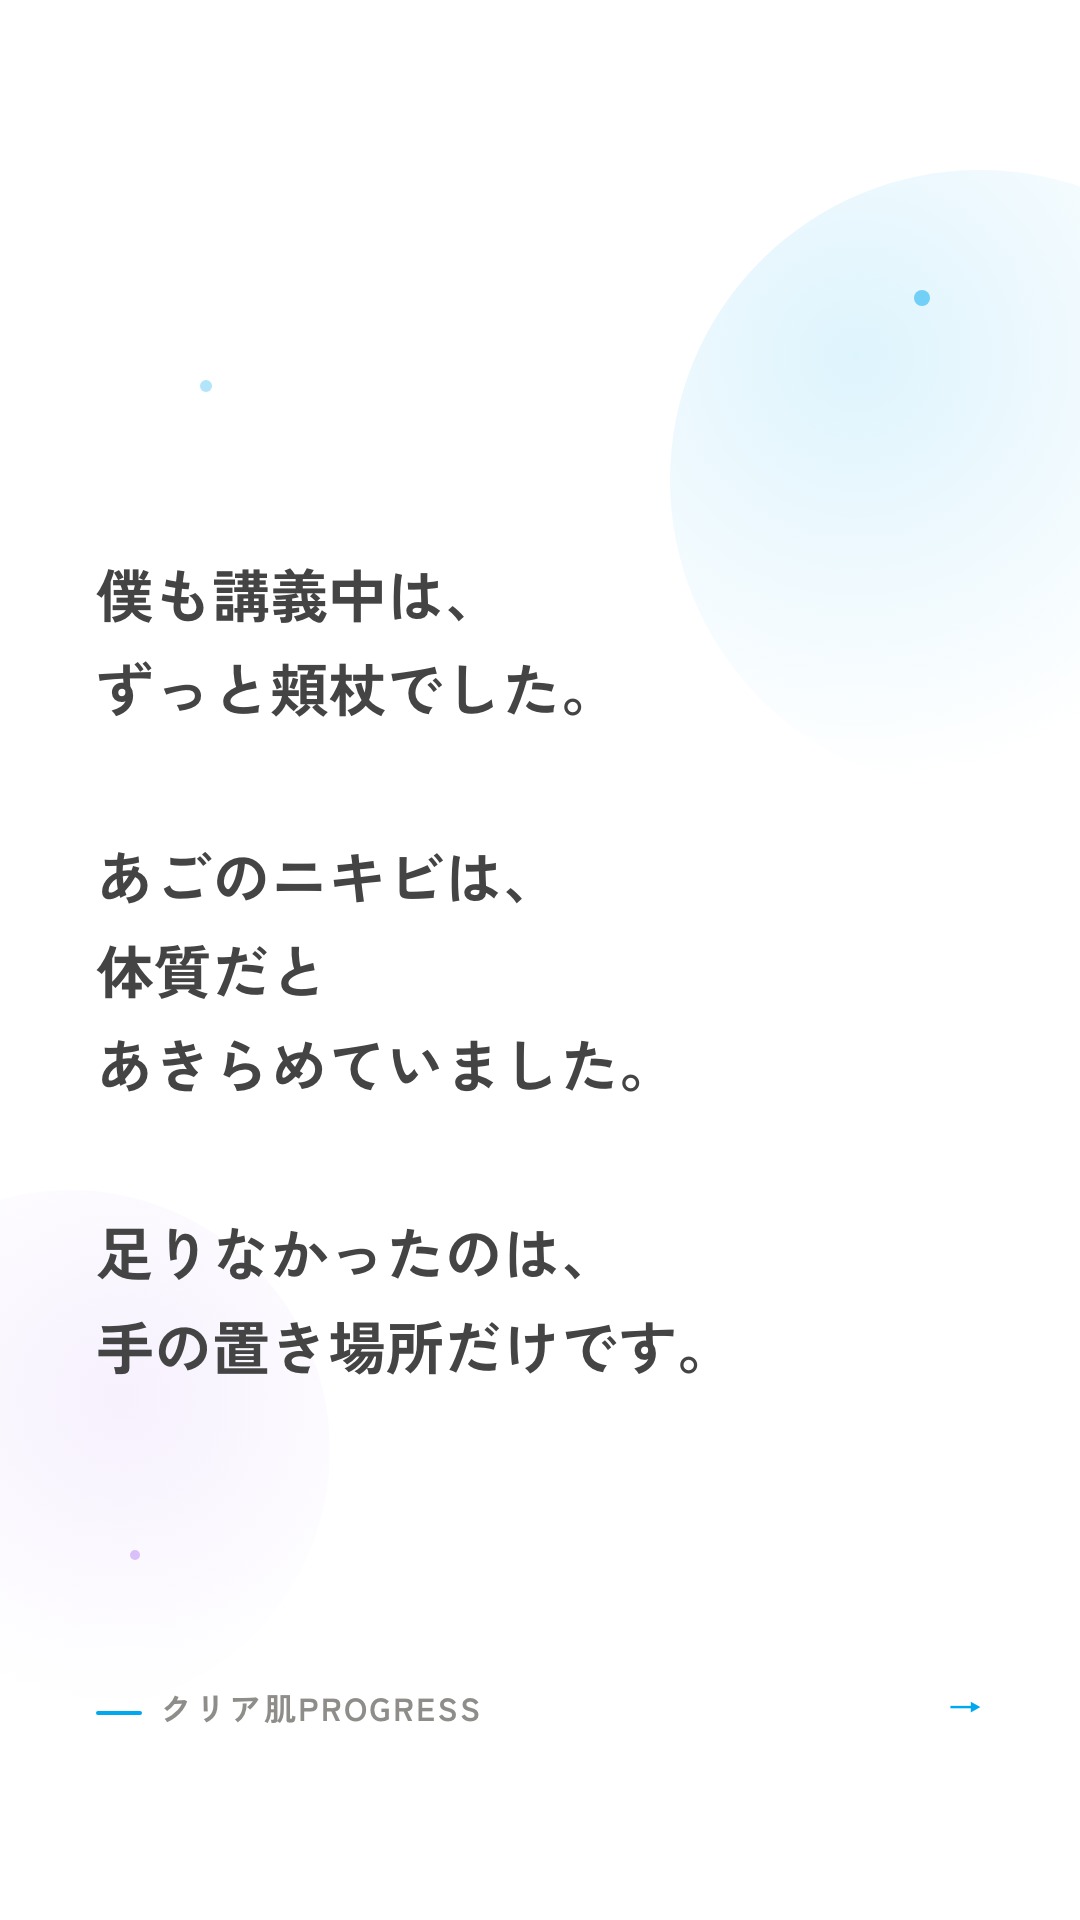 僕も講義中は、
ずっと頬杖でした。
あごのニキビは、
体質だと
あきらめていました。
足りなかったのは、
手の置き場所だけです。
クリア肌PROGRESS
→